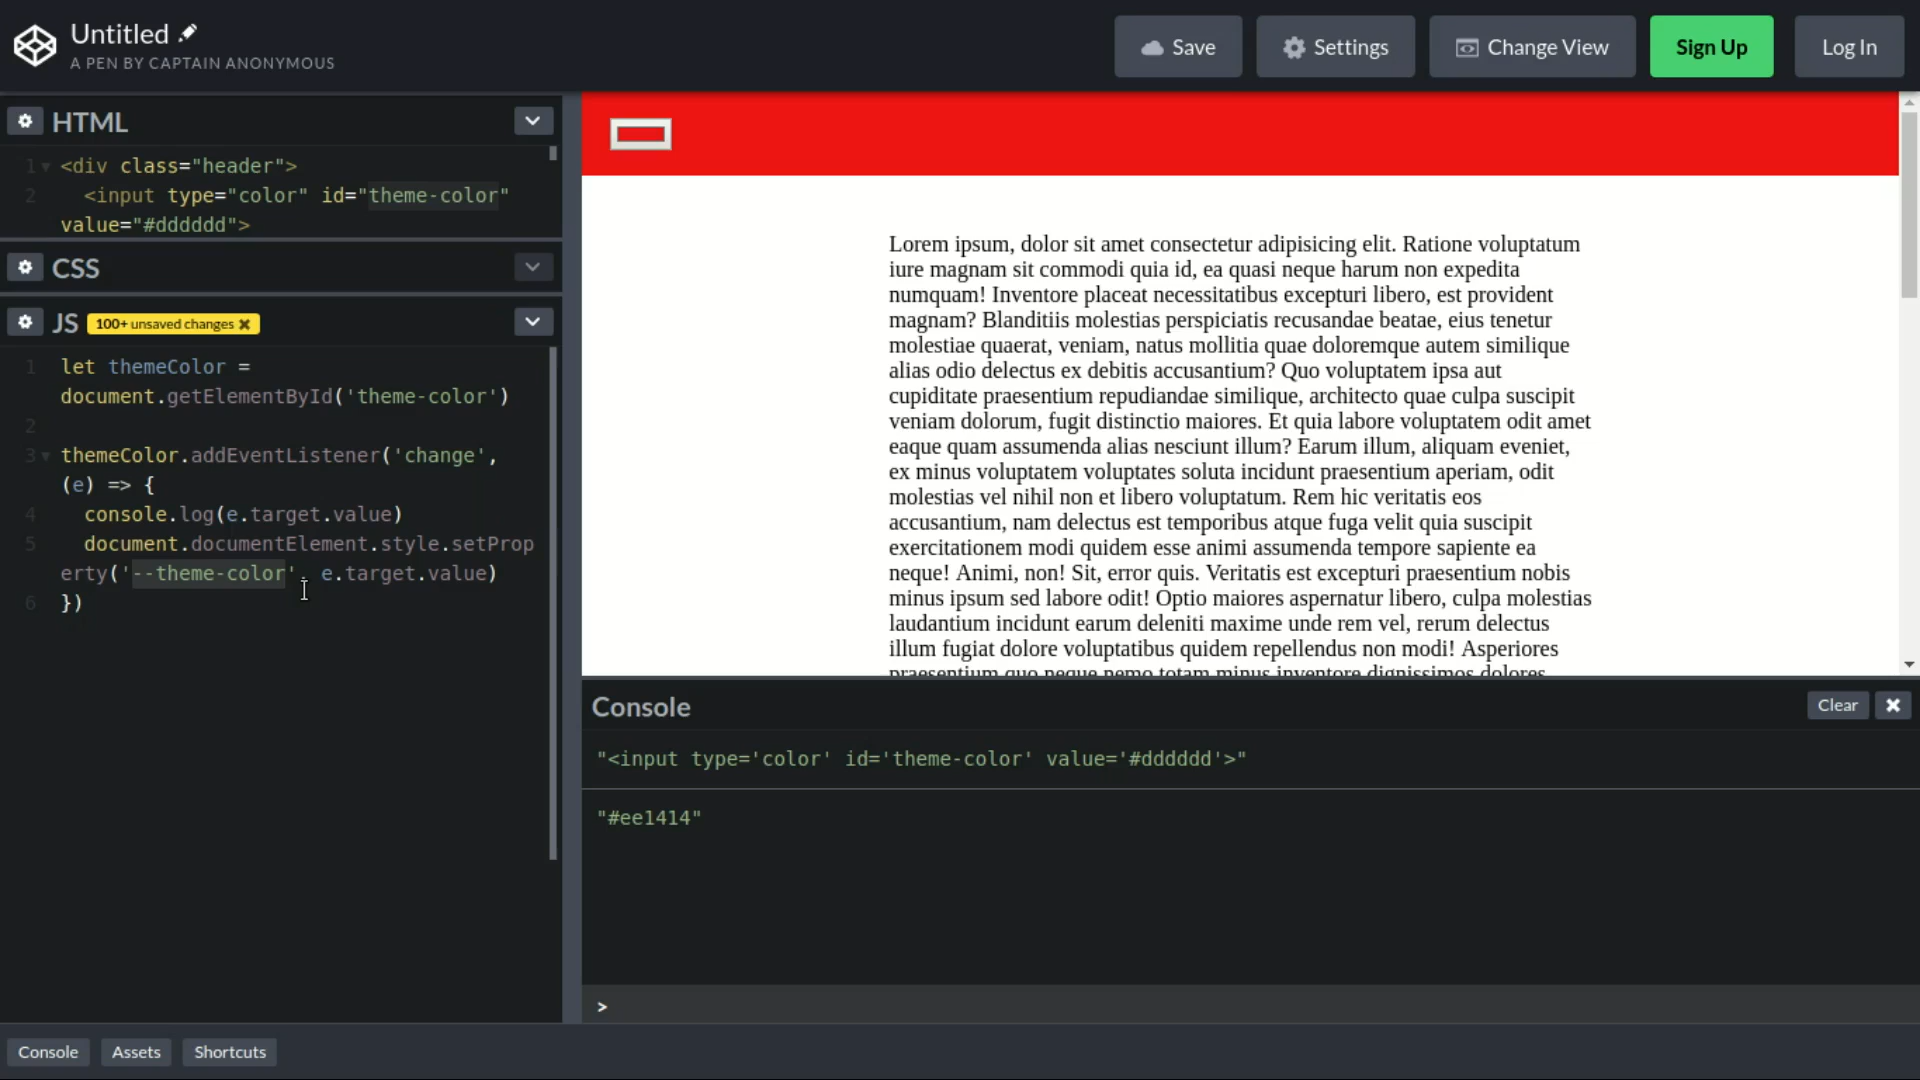 Untitled
A PEN BY CAPTAIN ANONYMOUS
Save
Settings
Change View
Sign Up
Log In
HTML
1 <div class="header">
2 <input type="color" id="theme-color"
value="#dddddd">
CSS
JS 100+ unsaved changes ×
1 let themeColor =
document.getElementById('theme-color')
2
3 themeColor.addEventListener('change',
(e) => {
4 console.log(e.target.value)
5 document.documentElement.style.setProp
erty('--theme-color', e.target.value)
6 })
Lorem ipsum, dolor sit amet consectetur adipisicing elit. Ratione voluptatum
iure magnam sit commodi quia id, ea quasi neque harum non expedita
numquam! Inventore placeat necessitatibus excepturi libero, est provident
magnam? Blanditiis molestias perspiciatis recusandae beatae, eius tenetur
molestiae quaerat, veniam, natus mollitia quae doloremque autem similique
alias odio delectus ex debitis accusantium? Quo voluptatem ipsa aut
cupiditate praesentium repudiandae similique, architecto quae culpa suscipit
veniam dolorum, fugit distinctio maiores. Et quia labore voluptatem odit amet
eaque quam assumenda alias nesciunt illum? Earum illum, aliquam eveniet,
ex minus voluptatem voluptates soluta incidunt praesentium aperiam, odit
molestias vel nihil non et libero voluptatum. Rem hic veritatis eos
accusantium, nam delectus est temporibus atque fuga velit quia suscipit
exercitationem modi quidem esse animi assumenda tempore sapiente ea
neque! Animi, non! Sit, error quis. Veritatis est excepturi praesentium nobis
minus ipsum sed labore odit! Optio maiores aspernatur libero, culpa molestias
laudantium incidunt earum deleniti maxime unde rem vel, rerum delectus
illum fugiat dolore voluptatibus quidem repellendus non modi! Asperiores
praesentium quo neque nemo totam minus inventore dignissimos dolores
Console
Clear
"<input type='color' id='theme-color' value='#dddddd'>"
"#ee1414"
>
Console
Assets
Shortcuts